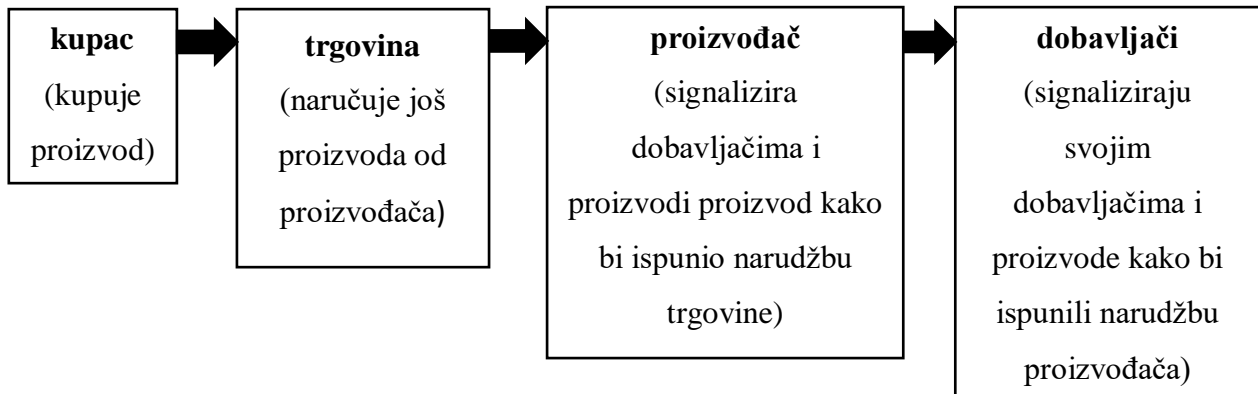 kupac
(kupuje
proizvod)
trgovina
(naručuje još
proizvoda od
proizvođača)
proizvođač
(signalizira
dobavljačima i
proizvodi proizvod kako
bi ispunio narudžbu
trgovine)
dobavljači
(signaliziraju
svojim
dobavljačima i
proizvode kako bi
ispunili narudžbu
proizvođača)